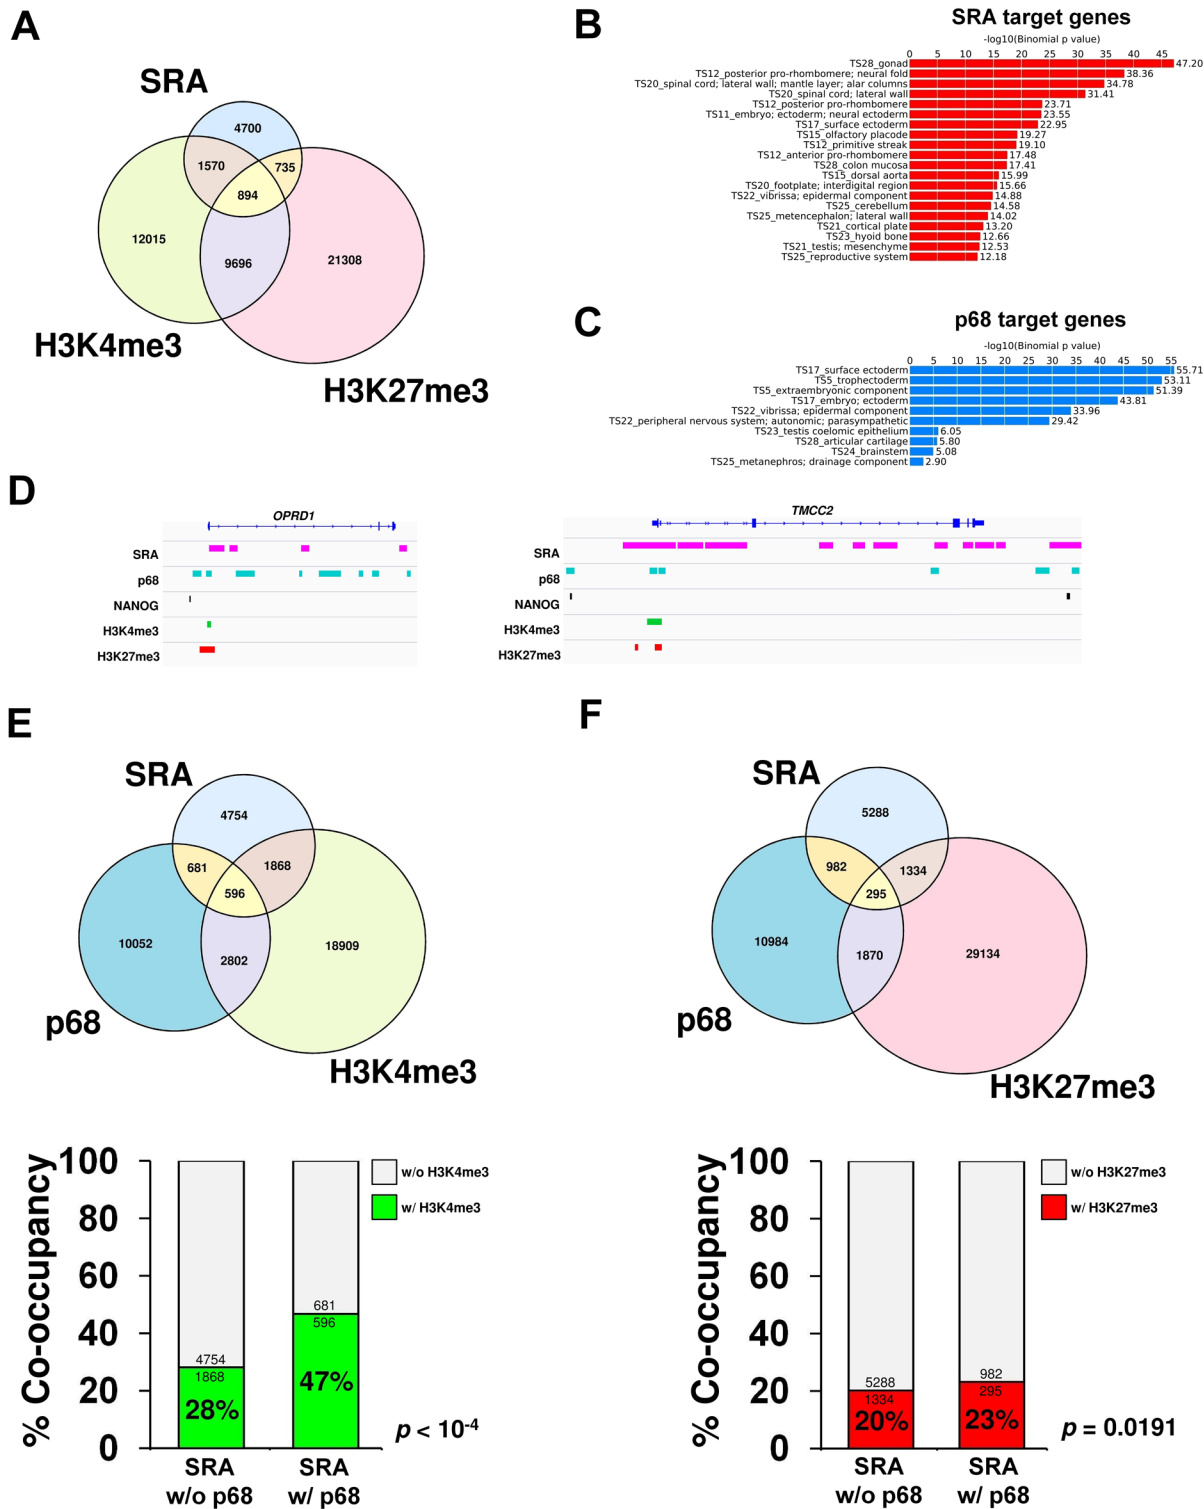 A
SRA
4700
1570
735
894
12015
9696
21308
H3K4me3
H3K27me3
B
SRA target genes
-log10(Binomial p value)
0 5 10 15 20 25 30 35 40 45
TS28_gonad 47.20
TS12_posterior pro-rhombomere; neural fold 38.36
TS20_spinal cord; lateral wall; mantle layer; alar columns 34.78
TS20_spinal cord; lateral wall 31.41
TS12_posterior pro-rhombomere 23.71
TS11_embryo; ectoderm; neural ectoderm 23.55
TS17_surface ectoderm 22.95
TS15_olfactory placode 19.27
TS12_primitive streak 19.10
TS12_anterior pro-rhombomere 17.48
TS28_colon mucosa 17.41
TS15_dorsal aorta 15.99
TS20_footplate; interdigital region 15.66
TS22_vibrissa; epidermal component 14.88
TS25_cerebellum 14.58
TS25_metencephalon; lateral wall 14.02
TS21_cortical plate 13.20
TS23_hyoid bone 12.66
TS21_testis; mesenchyme 12.53
TS25_reproductive system 12.18
C
p68 target genes
-log10(Binomial p value)
0 5 10 15 20 25 30 35 40 45 50 55
TS17_surface ectoderm 55.71
TS5_trophectoderm 53.11
TS5_extraembryonic component 51.39
TS17_embryo; ectoderm 43.81
TS22_vibrissa; epidermal component 33.96
TS22_peripheral nervous system; autonomic; parasympathetic 29.42
TS23_testis coelomic epithelium 6.05
TS28_articular cartilage 5.80
TS24_brainstem 5.08
TS25_metanephros; drainage component 2.90
D
OPRD1
SRA
p68
NANOG
H3K4me3
H3K27me3
TMCC2
SRA
p68
NANOG
H3K4me3
H3K27me3
E
SRA
4754
681
1868
596
10052
2802
18909
p68
H3K4me3
% Co-occupancy
100
80
60
40
20
0
w/o H3K4me3
w/ H3K4me3
4754
1868
28%
681
596
47%
p < 10-4
SRA
w/o p68
SRA
w/ p68
F
SRA
5288
982
1334
295
10984
1870
29134
p68
H3K27me3
% Co-occupancy
100
80
60
40
20
0
w/o H3K27me3
w/ H3K27me3
5288
1334
20%
982
295
23%
p = 0.0191
SRA
w/o p68
SRA
w/ p68